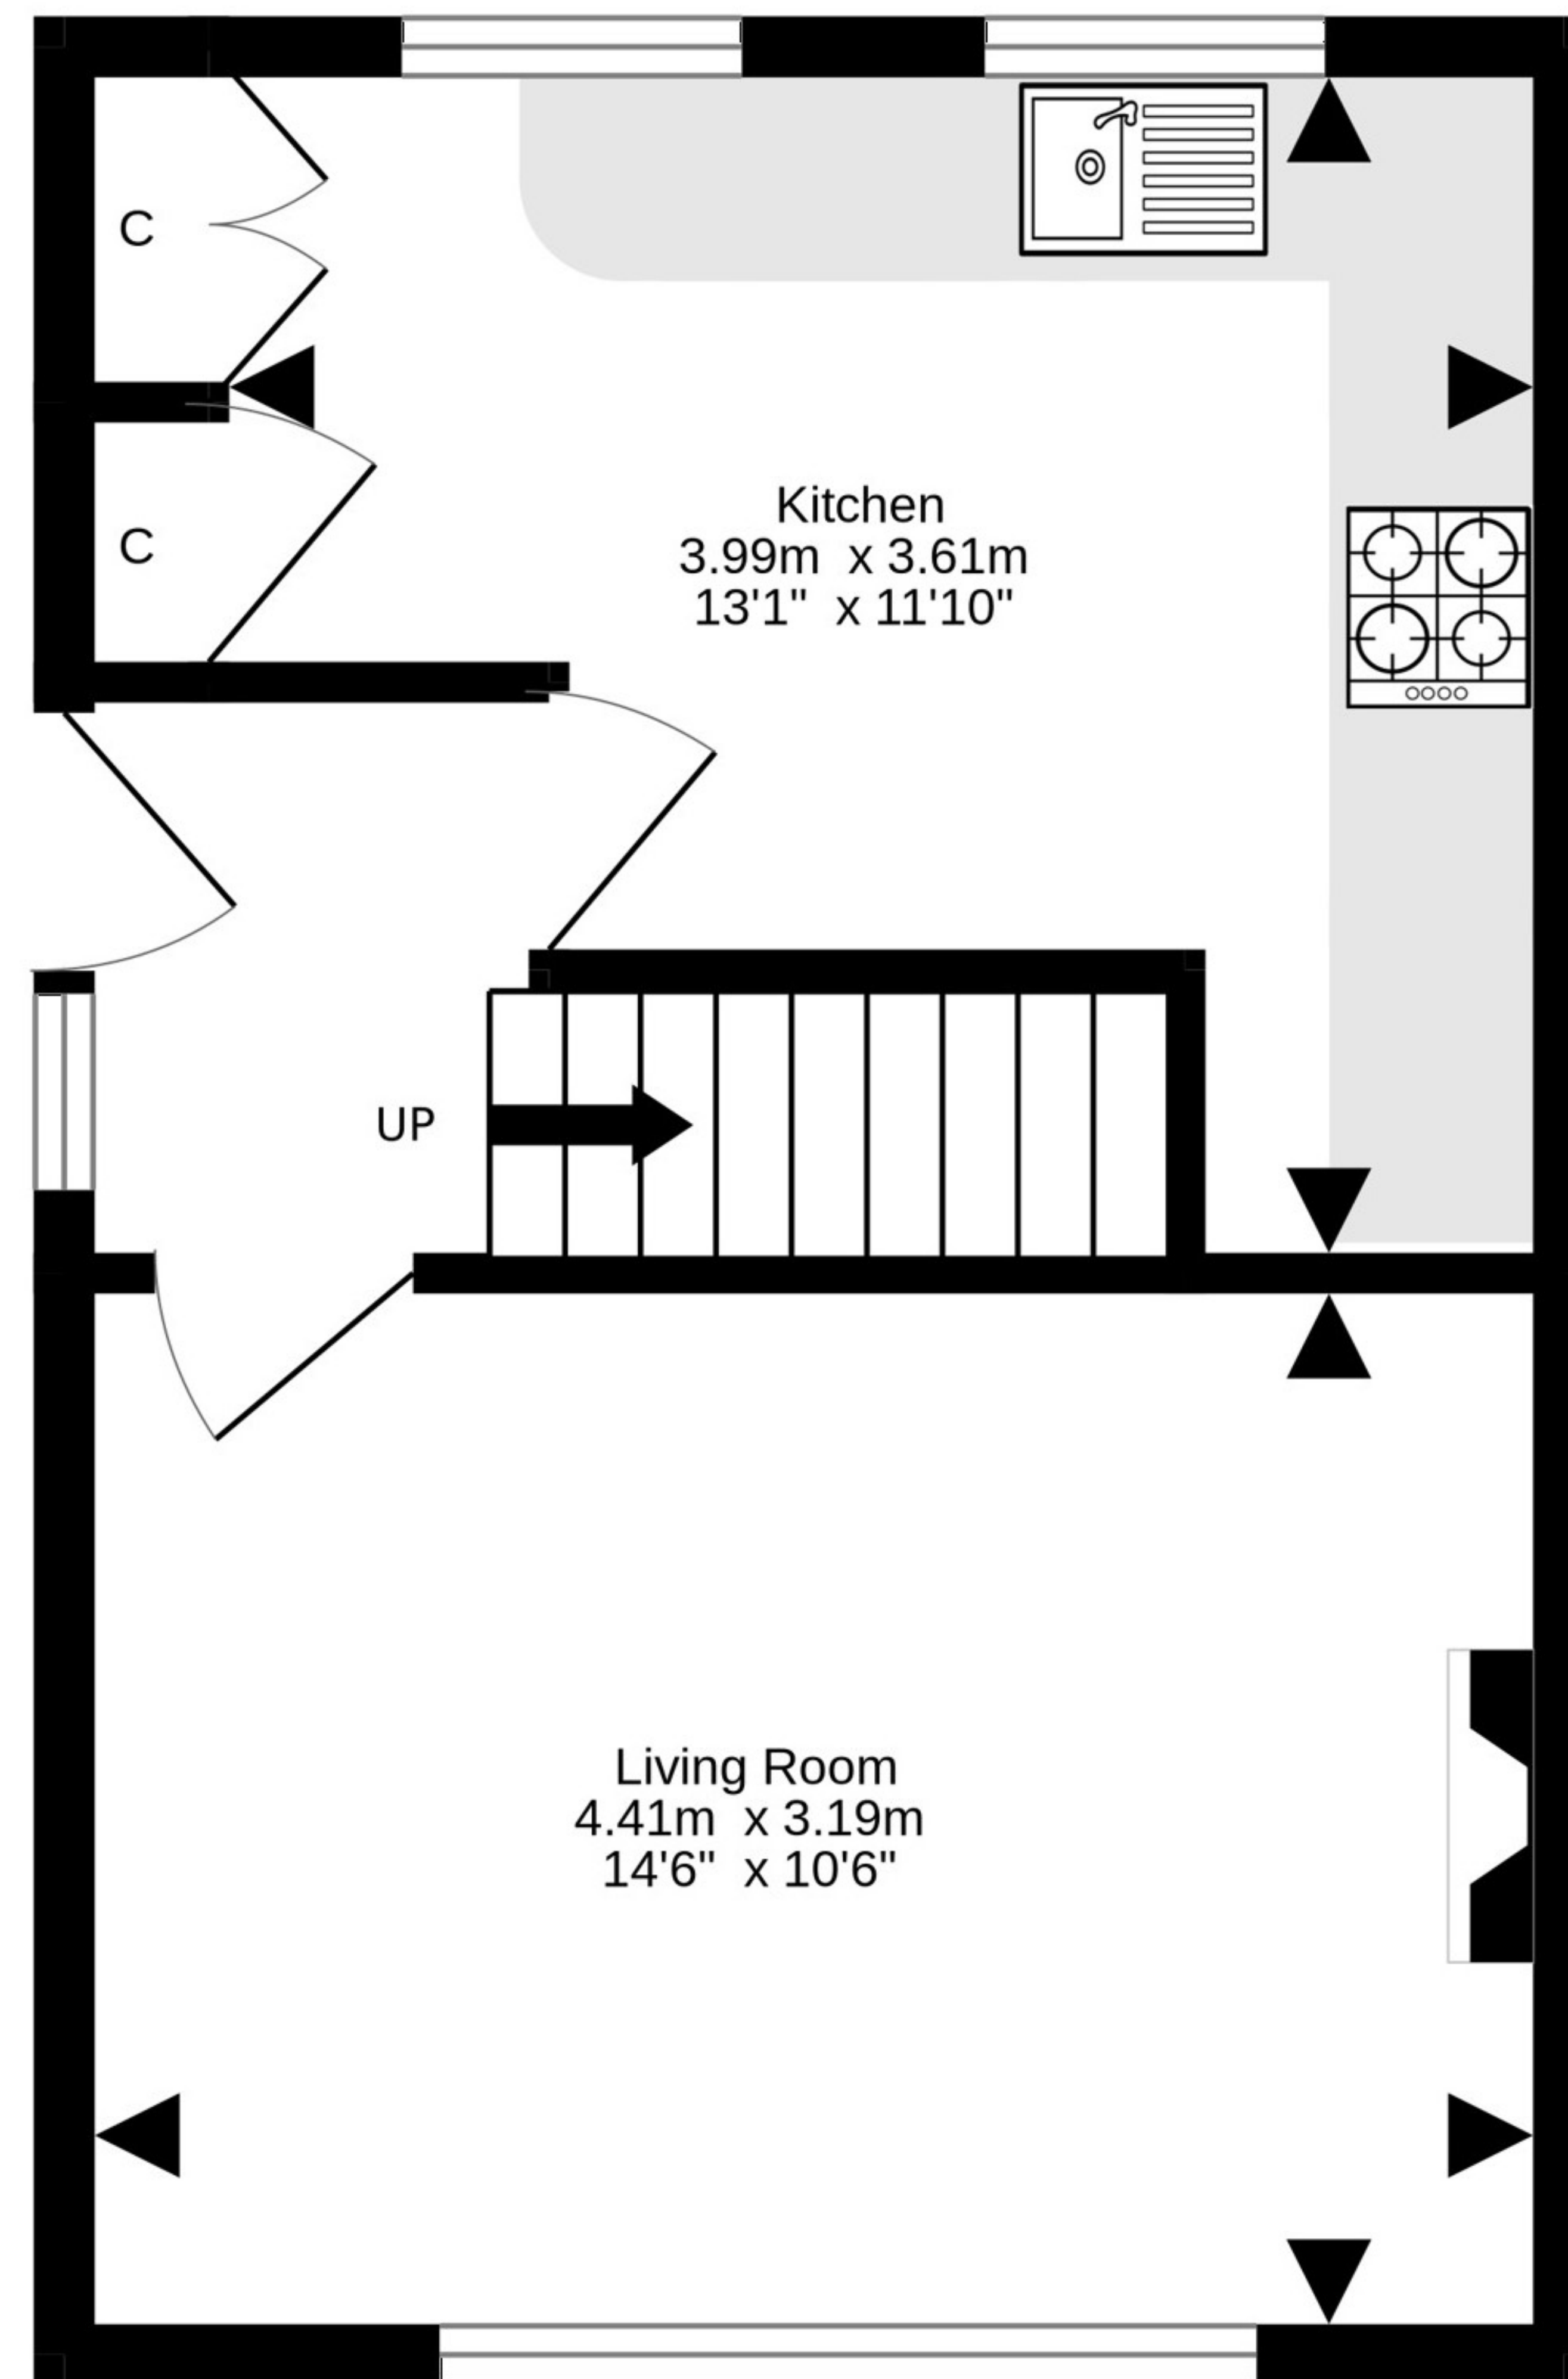 C
C
Kitchen
3.99m x 3.61m
13'1" x 11'10"
UP
Living Room
4.41m x 3.19m
14'6" x 10'6"